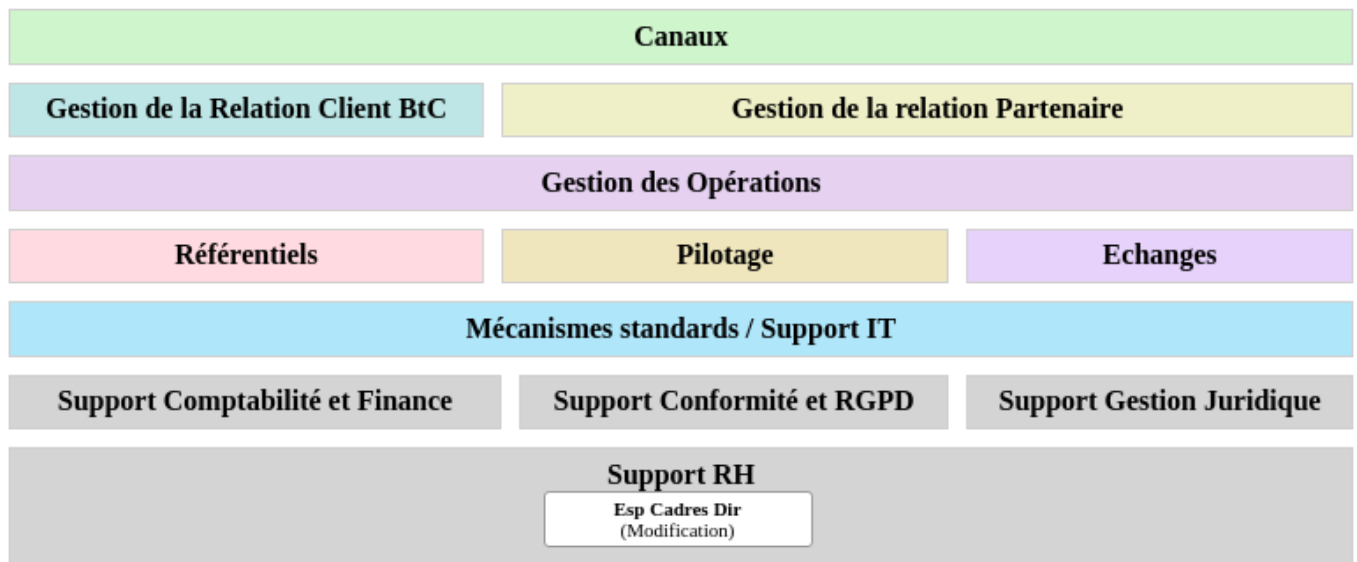 Canaux
Gestion de la Relation Client BtC
Gestion de la relation Partenaire
Gestion des Opérations
Référentiels
Pilotage
Echanges
Mécanismes standards / Support IT
Support Comptabilité et Finance
Support Conformité et RGPD
Support Gestion Juridique
Support RH
Esp Cadres Dir
(Modification)